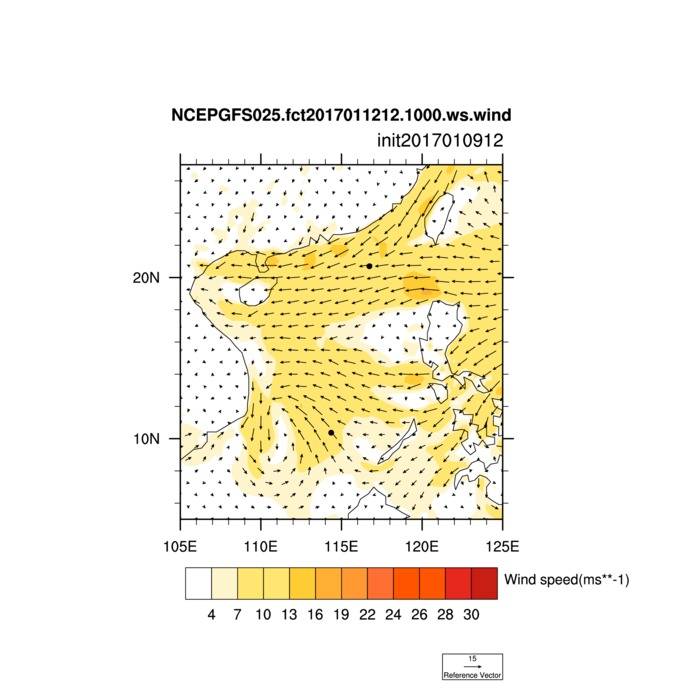 NCEPGFS025.fct2017011212.1000.ws.wind
init2017010912
20N
10N
105E 110E 115E 120E 125E
Wind speed(ms**-1)
4 7 10 13 16 19 22 24 26 28 30
15
Reference Vector